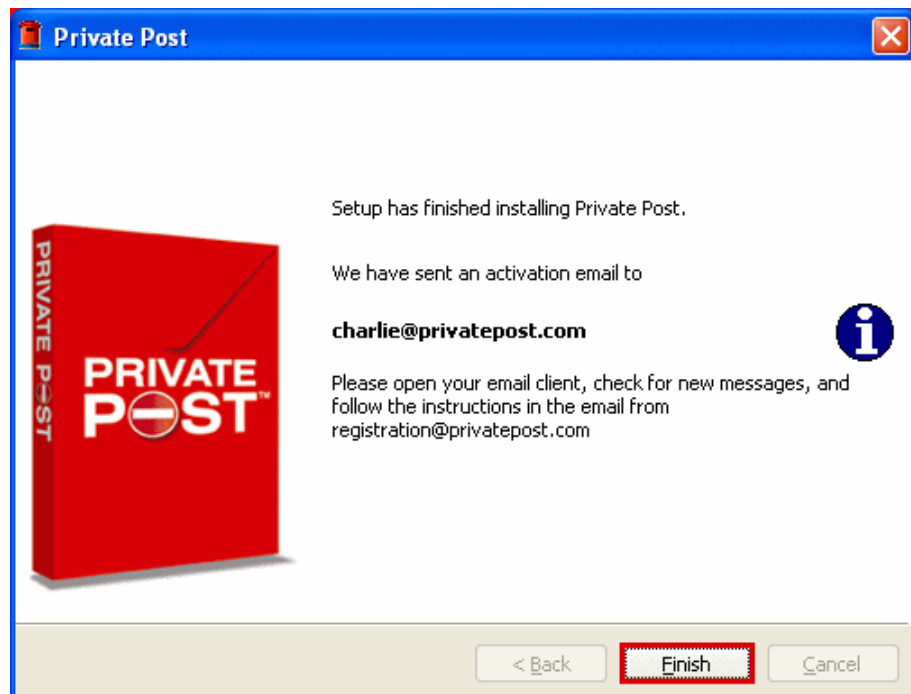 Private Post
Setup has finished installing Private Post.
We have sent an activation email to
charlie@privatepost.com
Please open your email client, check for new messages, and
follow the instructions in the email from
registration@privatepost.com
PRIVATE POST
PRIVATE
POST™
< Back
Finish
Cancel